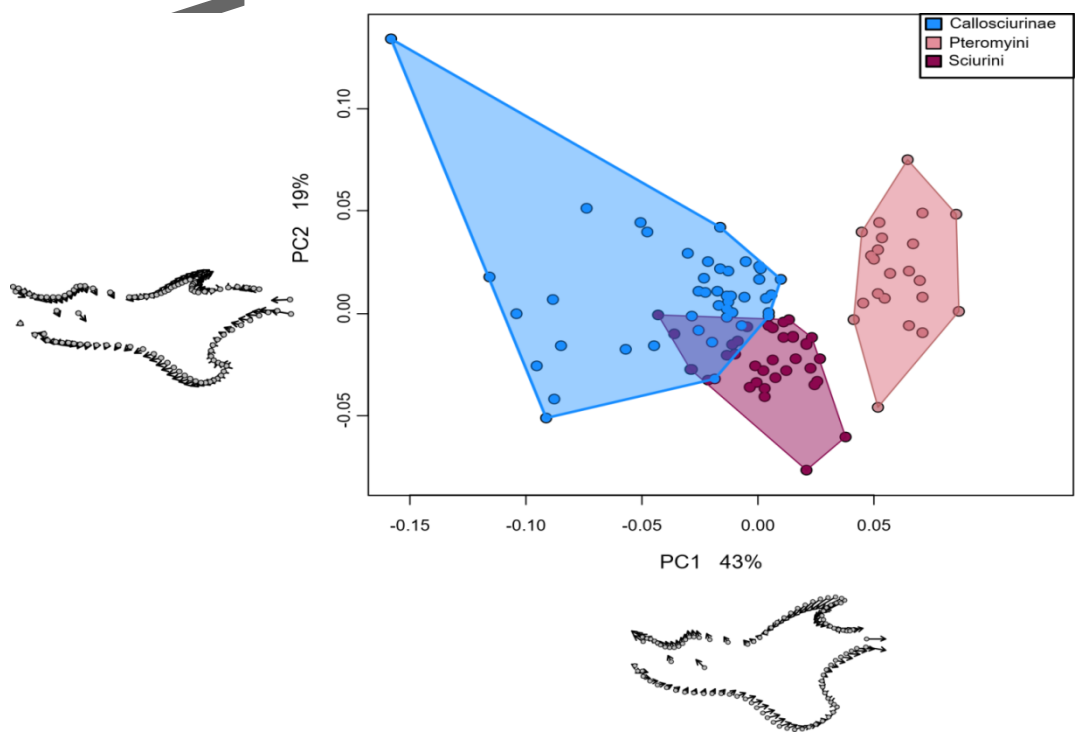 Callosciurinae
Pteromyini
Sciurini
PC2 19%
0.10
0.05
0.00
-0.05
-0.15
-0.10
-0.05
0.00
0.05
PC1 43%